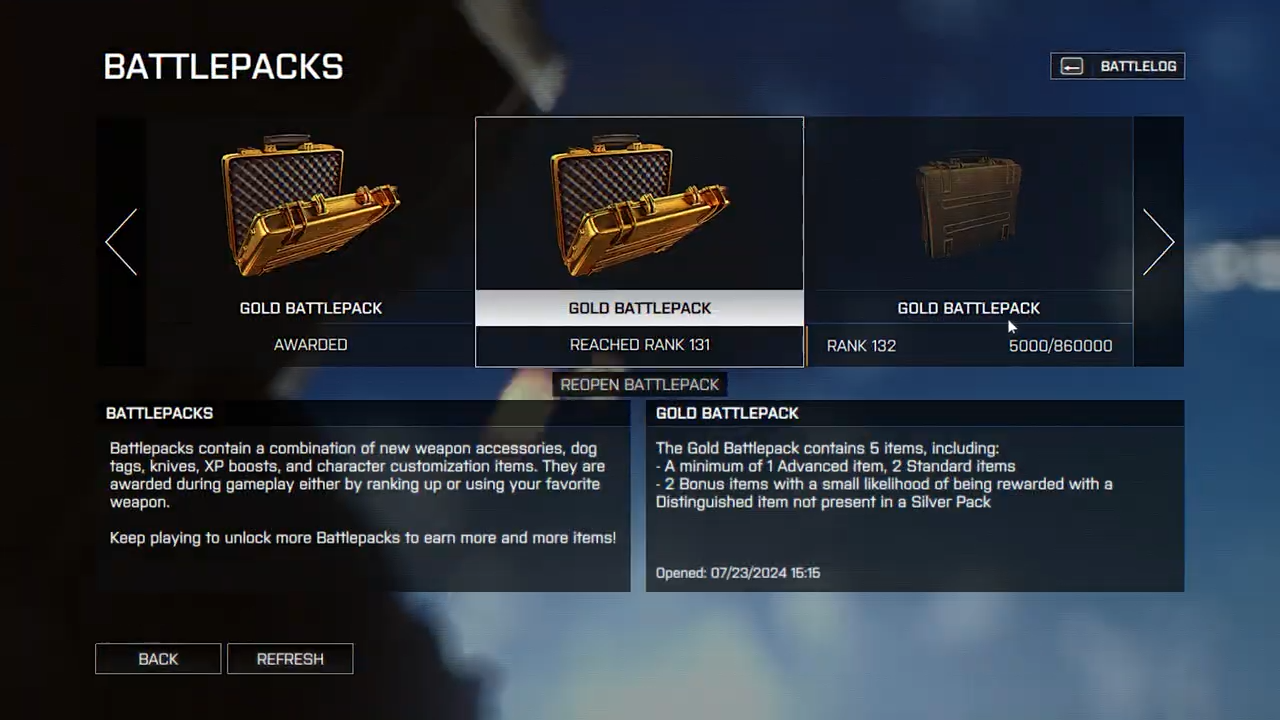 BATTLEPACKS
BATTLELOG
GOLD BATTLEPACK
AWARDED
GOLD BATTLEPACK
REACHED RANK 131
GOLD BATTLEPACK
RANK 132 5000/860000
REOPEN BATTLEPACK
BATTLEPACKS
Battlepacks contain a combination of new weapon accessories, dog
tags, knives, XP boosts, and character customization items. They are
awarded during gameplay either by ranking up or using your favorite
weapon.
Keep playing to unlock more Battlepacks to earn more and more items!
GOLD BATTLEPACK
The Gold Battlepack contains 5 items, including:
- A minimum of 1 Advanced item, 2 Standard items
- 2 Bonus items with a small likelihood of being rewarded with a
Distinguished item not present in a Silver Pack
Opened: 07/23/2024 15:15
BACK
REFRESH